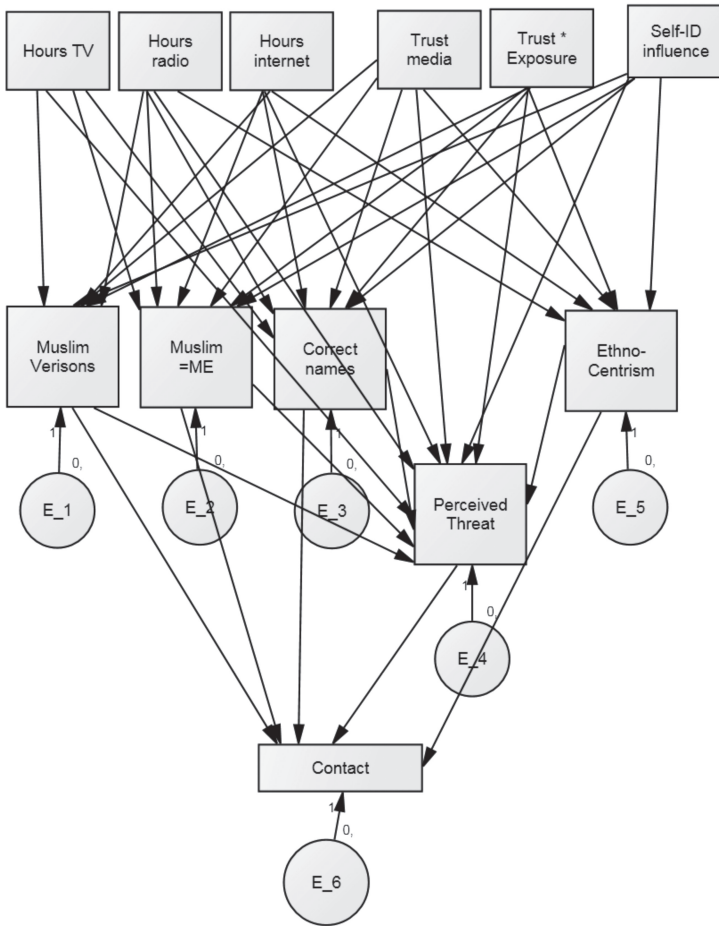 Hours TV
Hours
radio
Hours
internet
Trust
media
Trust *
Exposure
Self-ID
influence
Muslim
Verisons
Muslim
=ME
Correct
names
Ethno-
Centrism
1
0,
E_1
1
0,
E_2
1
0,
E_3
Perceived
Threat
1
0,
E_5
1
0,
E_4
Contact
1
0,
E_6